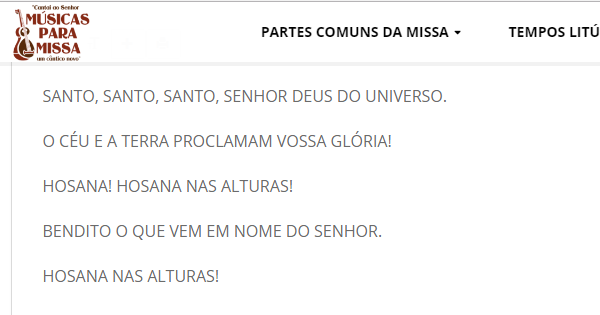 "Cantai ao Senhor
MÚSICAS
PARA
MISSA
um cântico novo"
PARTES COMUNS DA MISSA
TEMPOS LITÚ
SANTO, SANTO, SANTO, SENHOR DEUS DO UNIVERSO.
O CÉU E A TERRA PROCLAMAM VOSSA GLÓRIA!
HOSANA! HOSANA NAS ALTURAS!
BENDITO O QUE VEM EM NOME DO SENHOR.
HOSANA NAS ALTURAS!